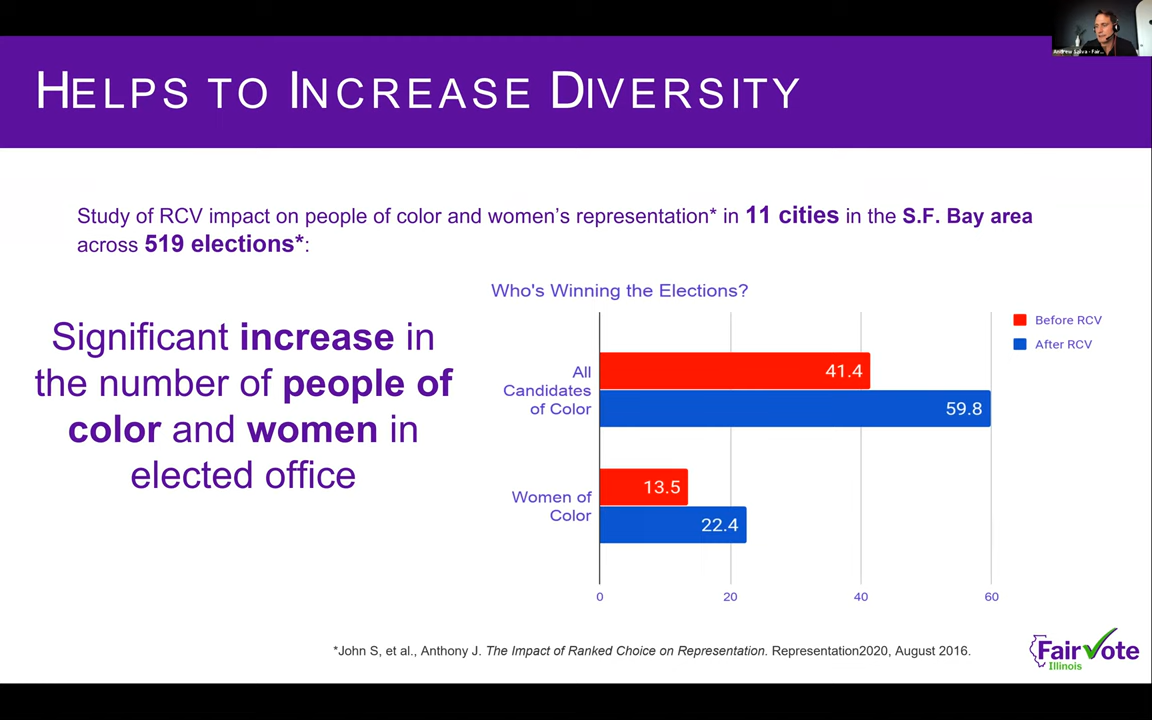 HELPS TO INCREASE DIVERSITY
Study of RCV impact on people of color and women's representation* in 11 cities in the S.F. Bay area
across 519 elections*:
Significant increase in
the number of people of
color and women in
elected office
Who's Winning the Elections?
Before RCV
After RCV
All
Candidates
of Color
41.4
59.8
Women of
Color
13.5
22.4
0 20 40 60
*John S, et al., Anthony J. The Impact of Ranked Choice on Representation. Representation2020, August 2016.
FairVote
Illinois